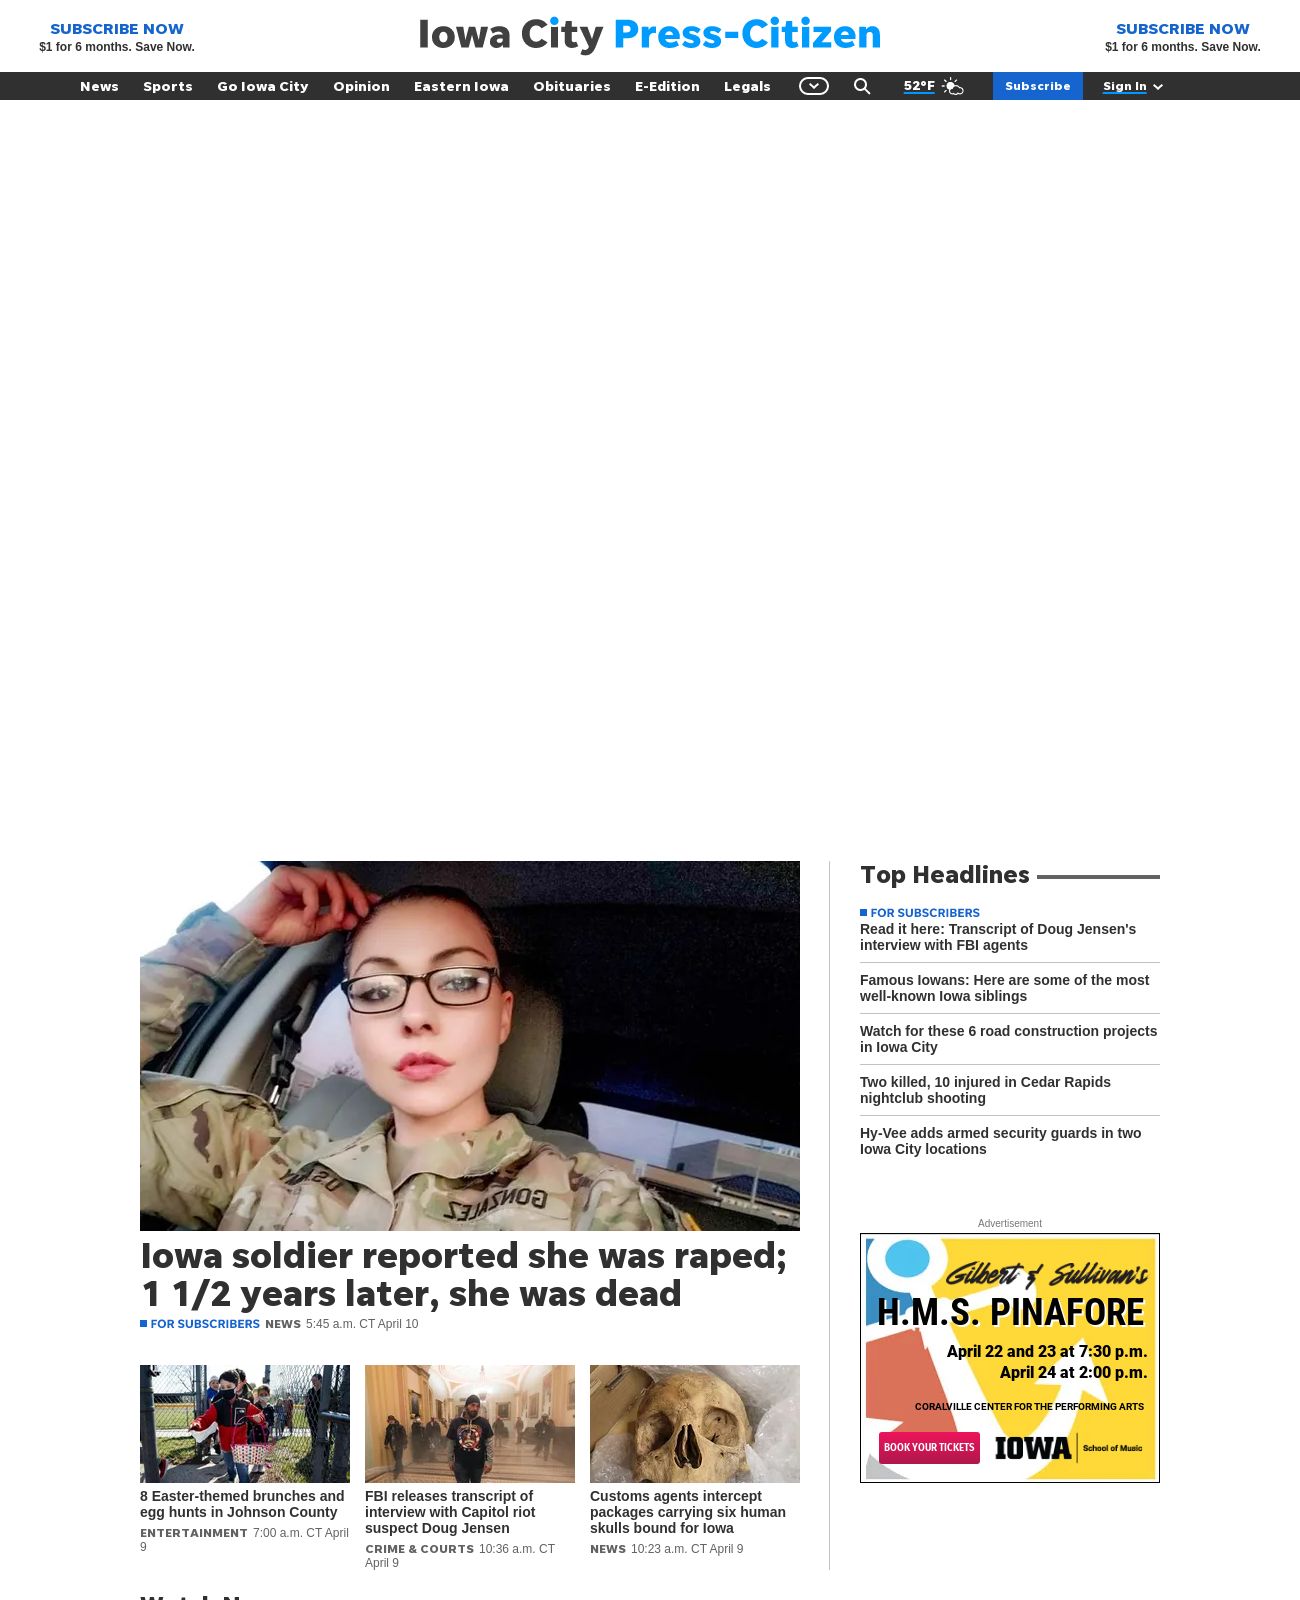 SUBSCRIBE NOW
$1 for 6 months. Save Now.
Iowa City Press-Citizen
SUBSCRIBE NOW
$1 for 6 months. Save Now.
News Sports Go Iowa City Opinion Eastern Iowa Obituaries E-Edition Legals 52°F Subscribe Sign In
GONZALEZ
Iowa soldier reported she was raped;
1 1/2 years later, she was dead
FOR SUBSCRIBERS NEWS 5:45 a.m. CT April 10
8 Easter-themed brunches and
egg hunts in Johnson County
ENTERTAINMENT 7:00 a.m. CT April
9
FBI releases transcript of
interview with Capitol riot
suspect Doug Jensen
CRIME & COURTS 10:36 a.m. CT
April 9
Customs agents intercept
packages carrying six human
skulls bound for Iowa
NEWS 10:23 a.m. CT April 9
Top Headlines
FOR SUBSCRIBERS
Read it here: Transcript of Doug Jensen's
interview with FBI agents
Famous Iowans: Here are some of the most
well-known Iowa siblings
Watch for these 6 road construction projects
in Iowa City
Two killed, 10 injured in Cedar Rapids
nightclub shooting
Hy-Vee adds armed security guards in two
Iowa City locations
Advertisement
Gilbert & Sullivan's
H.M.S. PINAFORE
April 22 and 23 at 7:30 p.m.
April 24 at 2:00 p.m.
CORALVILLE CENTER FOR THE PERFORMING ARTS
BOOK YOUR TICKETS
IOWA School of Music